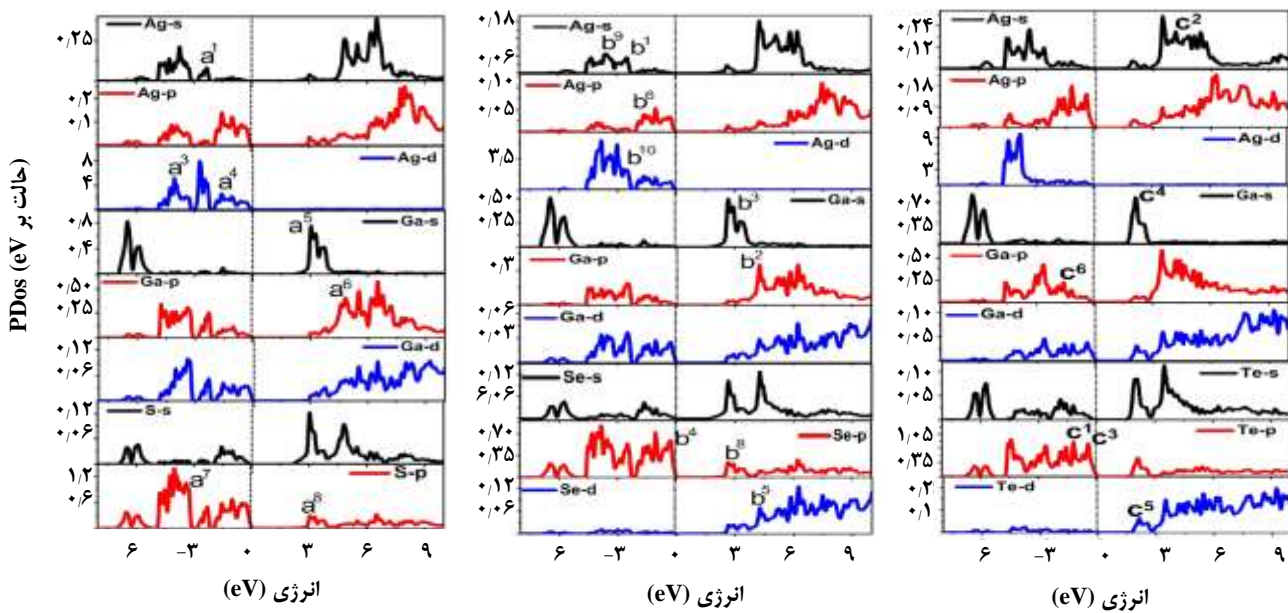 PDos (حالت بر eV)
Ag-s
۰٫۲۵
a¹
Ag-p
۰٫۲
۰٫۱
Ag-d
۸
۴
a³
a⁴
Ga-s
۰٫۸
۰٫۴
a⁵
Ga-p
۰٫۵۰
۰٫۲۵
a⁶
Ga-d
۰٫۱۲
۰٫۰۶
S-s
۰٫۱۲
۰٫۰۶
S-p
۱٫۲
۰٫۶
a⁷
a⁸
۶ −۳ ۰ ۳ ۶ ۹
انرژی (eV)
Ag-s
۰٫۱۸
۰٫۰۶
b⁹
b¹
Ag-p
۰٫۱۰
۰٫۰۵
Ag-d
۳٫۵
b¹⁰
Ga-s
۰٫۵۰
۰٫۲۵
b³
Ga-p
۰٫۳
b²
Ga-d
۰٫۰۶
۰٫۰۳
Se-s
۰٫۱۲
۶٫۰۶
Se-p
۰٫۷۰
۰٫۳۵
b⁴
b⁸
Se-d
۰٫۱۲
۰٫۰۶
۶ −۳ ۰ ۳ ۶ ۹
انرژی (eV)
Ag-s
۰٫۲۴
۰٫۱۲
c²
Ag-p
۰٫۱۸
۰٫۰۹
Ag-d
۹
۳
Ga-s
۰٫۷۰
۰٫۳۵
c⁴
Ga-p
۰٫۵۰
۰٫۲۵
c⁶
Ga-d
۰٫۱۰
۰٫۰۵
Te-s
۰٫۱۰
۰٫۰۵
Te-p
۱٫۰۵
۰٫۳۵
c¹
c³
Te-d
۰٫۲
۰٫۱
c⁵
۶ −۳ ۰ ۳ ۶ ۹
انرژی (eV)